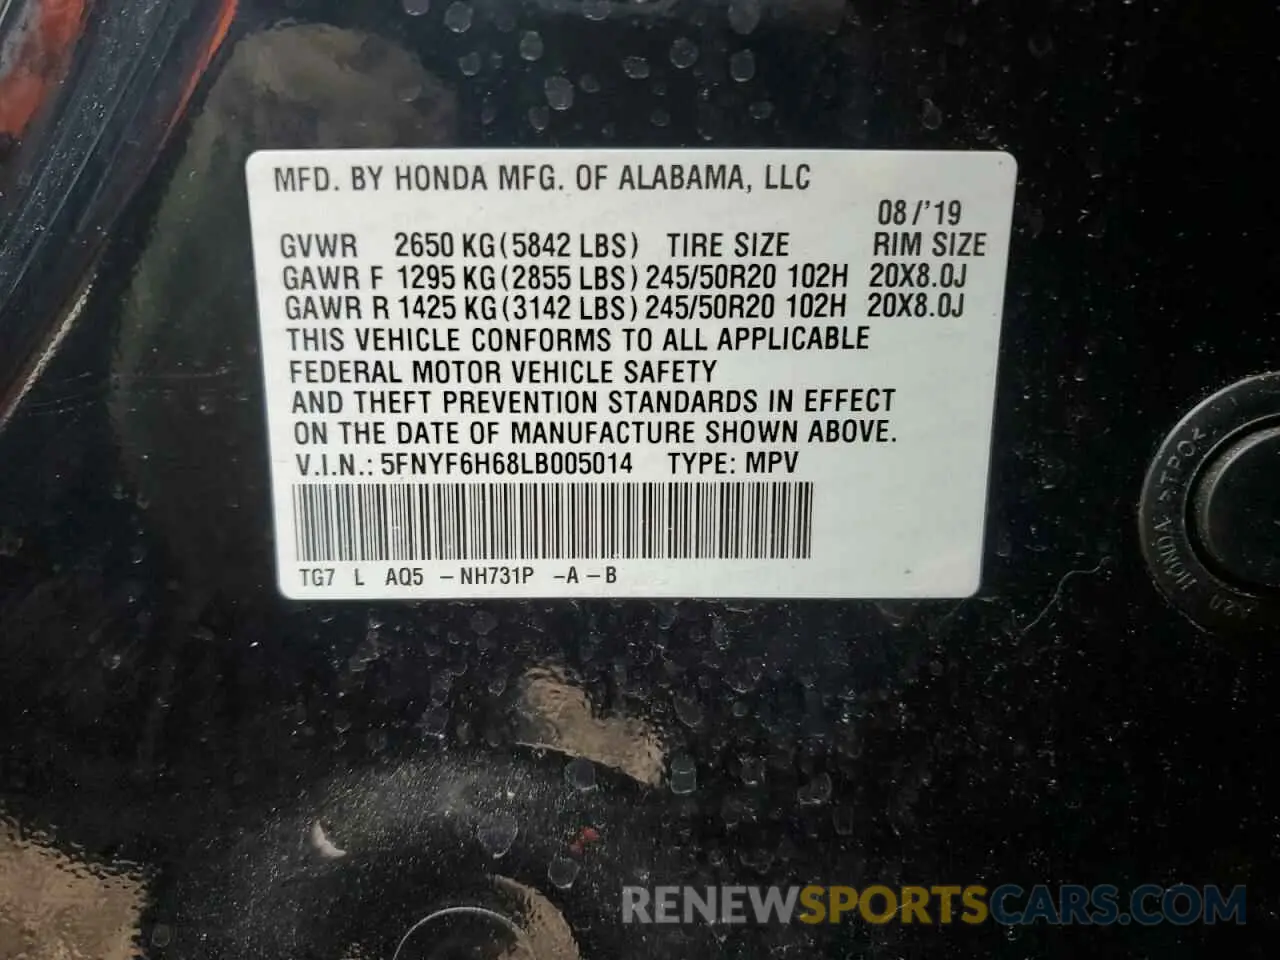 MFD. BY HONDA MFG. OF ALABAMA, LLC
08/'19
GVWR 2650 KG(5842 LBS) TIRE SIZE RIM SIZE
GAWR F 1295 KG(2855 LBS) 245/50R20 102H 20X8.0J
GAWR R 1425 KG(3142 LBS) 245/50R20 102H 20X8.0J
THIS VEHICLE CONFORMS TO ALL APPLICABLE
FEDERAL MOTOR VEHICLE SAFETY
AND THEFT PREVENTION STANDARDS IN EFFECT
ON THE DATE OF MANUFACTURE SHOWN ABOVE.
V.I.N.: 5FNYF6H68LB005014 TYPE: MPV
TG7 L AQ5 -NH731P -A-B
HONDA
RENEWSPORTSCARS.COM